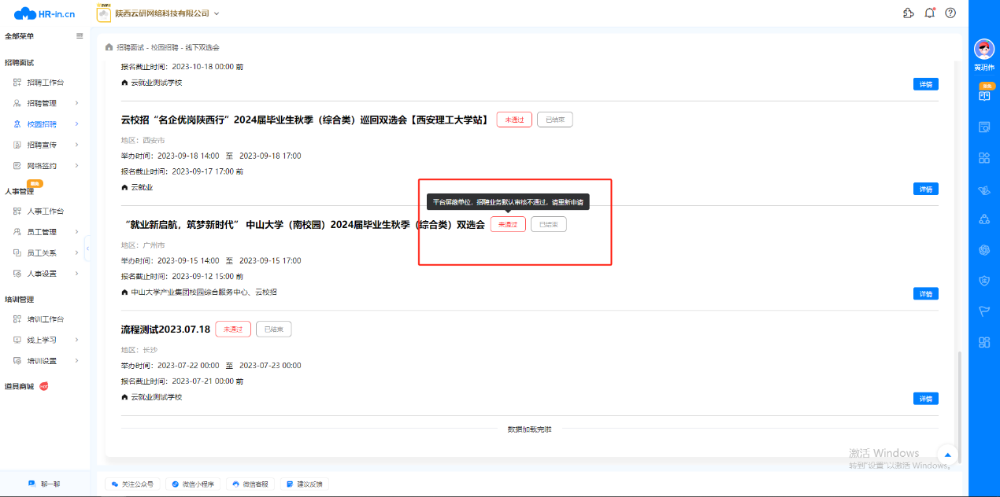 HR-in.cn
SVIP1
陕西云研网络科技有限公司
全部菜单
招聘面试
招聘工作台
招聘管理
校园招聘
招聘宣传
网络签约
限免
人事管理
人事工作台
员工管理
员工关系
人事设置
培训管理
培训工作台
线上学习
培训设置
道具商城 HOT
聊一聊
招聘面试 - 校园招聘 - 线下双选会
报名截止时间：2023-10-18 00:00 前
云就业测试学校
详情
云校招“名企优岗陕西行”2024届毕业生秋季（综合类）巡回双选会【西安理工大学站】 未通过 已结束
地区：西安市
举办时间：2023-09-18 14:00 至 2023-09-18 17:00
报名截止时间：2023-09-17 17:00 前
云就业
详情
平台屏蔽单位，招聘业务默认审核不通过，请重新申请
“就业新启航，筑梦新时代” 中山大学（南校园）2024届毕业生秋季（综合类）双选会 未通过 已结束
地区：广州市
举办时间：2023-09-15 14:00 至 2023-09-15 17:00
报名截止时间：2023-09-12 15:00 前
中山大学产业集团校园综合服务中心、云校招
详情
流程测试2023.07.18 未通过 已结束
地区：长沙
举办时间：2023-07-22 00:00 至 2023-07-23 00:00
报名截止时间：2023-07-21 00:00 前
云就业测试学校
详情
数据加载完啦
激活 Windows
转到"设置"以激活 Windows。
关注公众号
微信小程序
微信客服
建议反馈
黄玥伟
限免